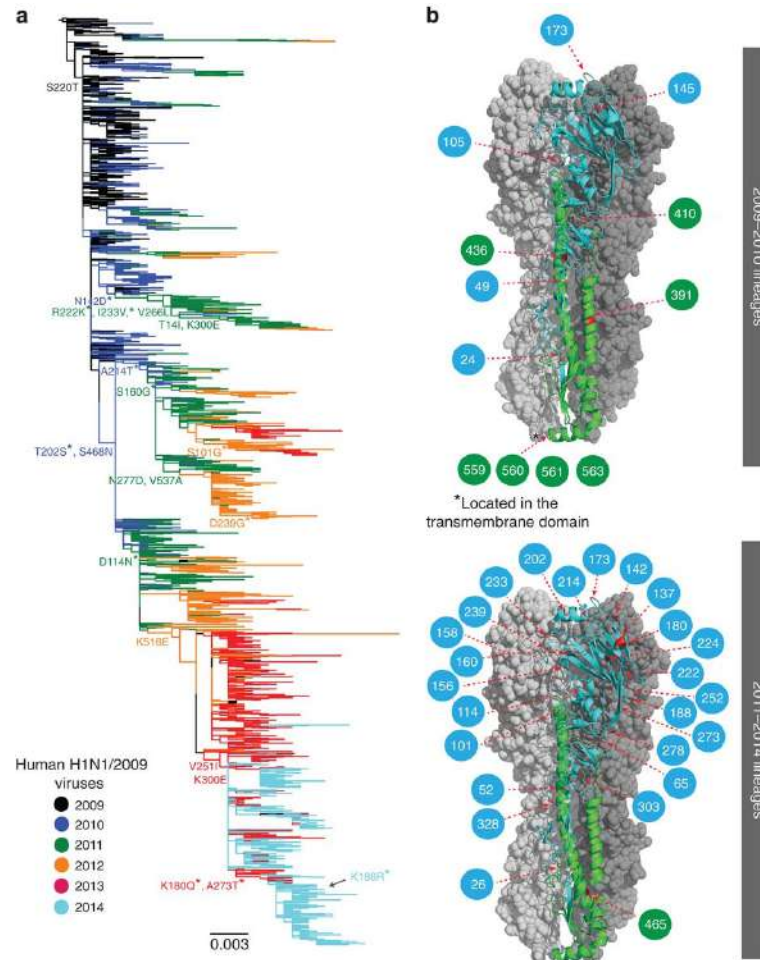 a
S220T
N142D*
R222K*, I233V,* V266L
T14I, K300E
A214T*
S160G*
S101G*
T202S*, S468N
N277D, V537A
D239G*
D114N*
K516E
V251I
K300E
K180Q*, A273T*
K188R*
Human H1N1/2009
viruses
2009
2010
2011
2012
2013
2014
0.003
b
173
145
105
410
436
49
391
24
559 560 561 563
*Located in the
transmembrane domain
2009–2010 lineages
202 214 173 142
233 137
239 180
158 224
160 222
156 252
114 188
101 273
278
52 65
328 303
26
465
2011–2014 lineages